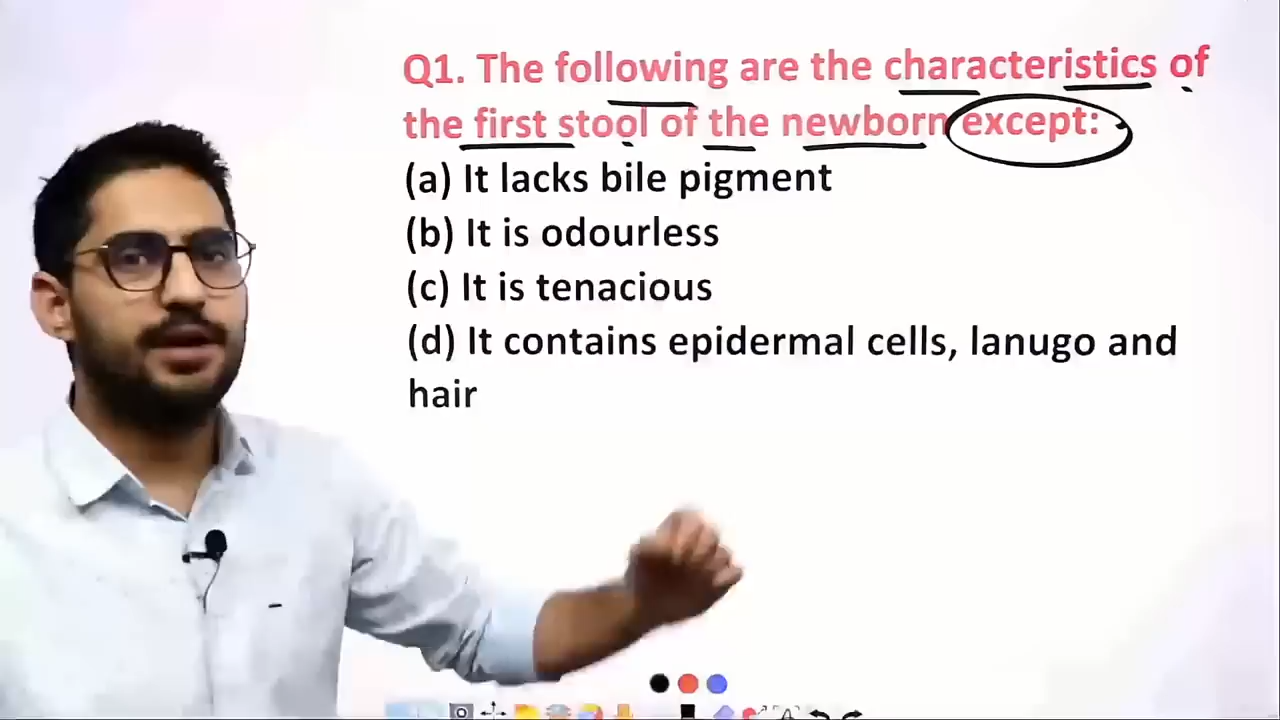 Q1. The following are the characteristics of
the first stool of the newborn except:
(a) It lacks bile pigment
(b) It is odourless
(c) It is tenacious
(d) It contains epidermal cells, lanugo and
hair